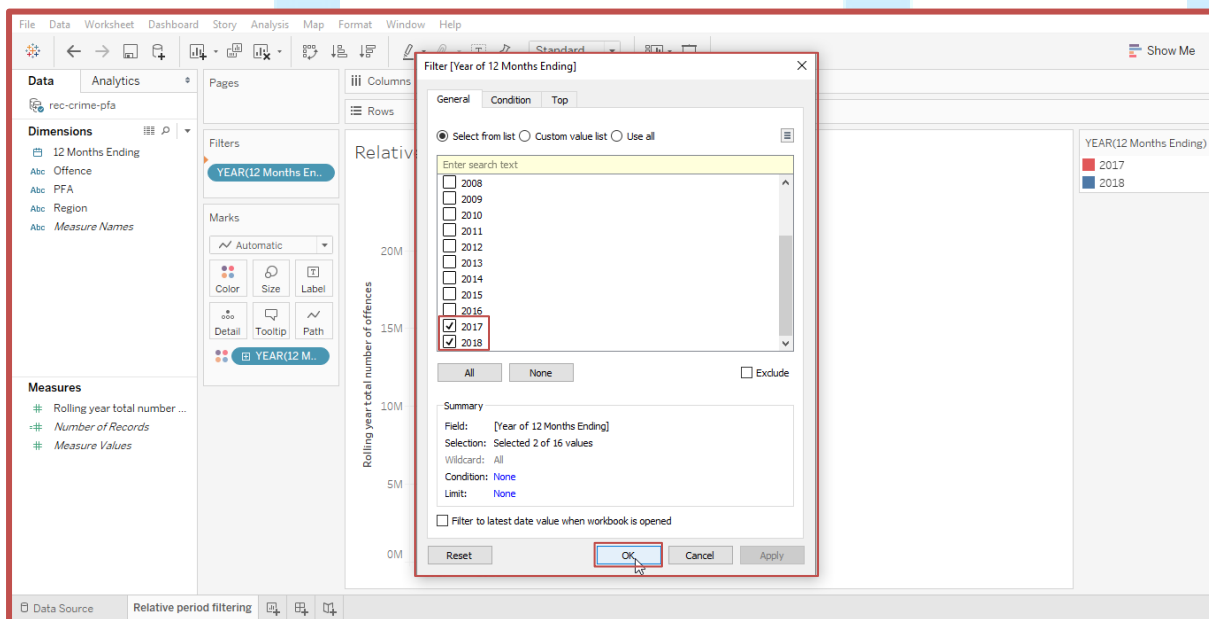 File Data Worksheet Dashboard Story Analysis Map Format Window Help
Standard
Show Me
Data Analytics
rec-crime-pfa
Dimensions
12 Months Ending
Abc Offence
Abc PFA
Abc Region
Abc Measure Names
Measures
Rolling year total number ...
Number of Records
Measure Values
Pages
Filters
YEAR(12 Months En..
Marks
Automatic
Color Size Label
Detail Tooltip Path
YEAR(12 M..
Columns
Rows
Relativ
Rolling year total number of offences
20M
15M
10M
5M
0M
Filter [Year of 12 Months Ending]
General Condition Top
Select from list Custom value list Use all
Enter search text
2008
2009
2010
2011
2012
2013
2014
2015
2016
2017
2018
All None Exclude
Summary
Field: [Year of 12 Months Ending]
Selection: Selected 2 of 16 values
Wildcard: All
Condition: None
Limit: None
Filter to latest date value when workbook is opened
Reset OK Cancel Apply
YEAR(12 Months Ending)
2017
2018
Data Source Relative period filtering